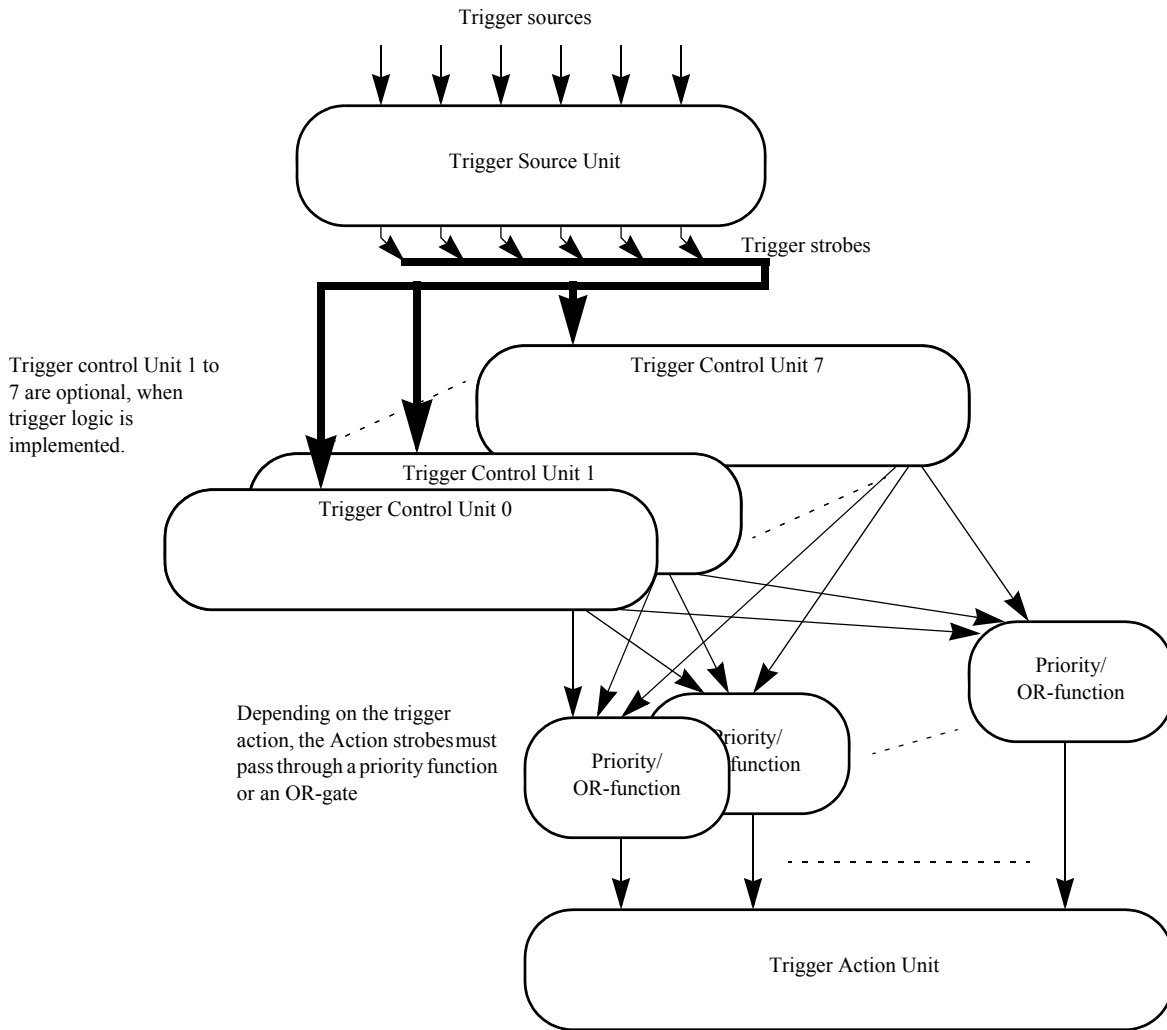 Trigger sources
Trigger Source Unit
Trigger strobes
Trigger control Unit 1 to
7 are optional, when
trigger logic is
implemented.
Trigger Control Unit 7
Trigger Control Unit 1
Trigger Control Unit 0
Priority/
OR-function
Depending on the trigger
action, the Action strobes must
pass through a priority function
or an OR-gate
Priority/
OR-function
Priority/
function
Trigger Action Unit